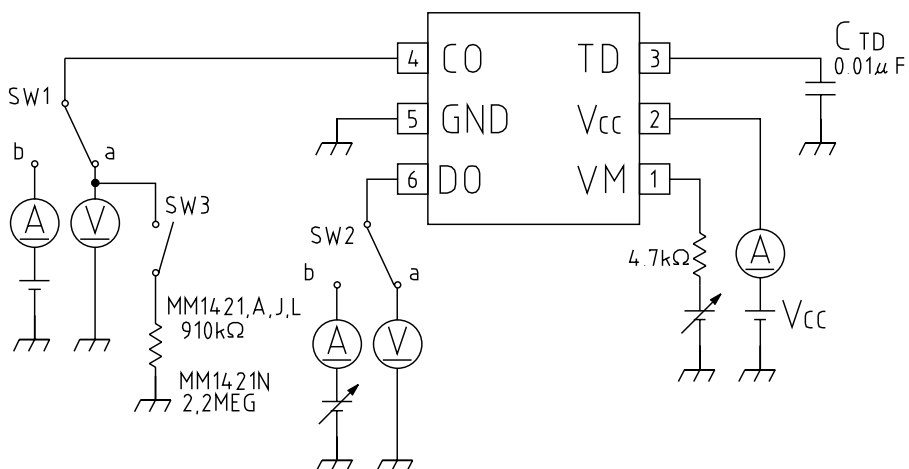 4 CO TD 3
C TD
0.01μF
SW1
5 GND Vcc 2
b a
6 DO VM 1
A V
SW3
SW2
b a
4.7kΩ
A
MM1421,A,J,L
910kΩ
Vcc
A V
MM1421N
2,2MEG